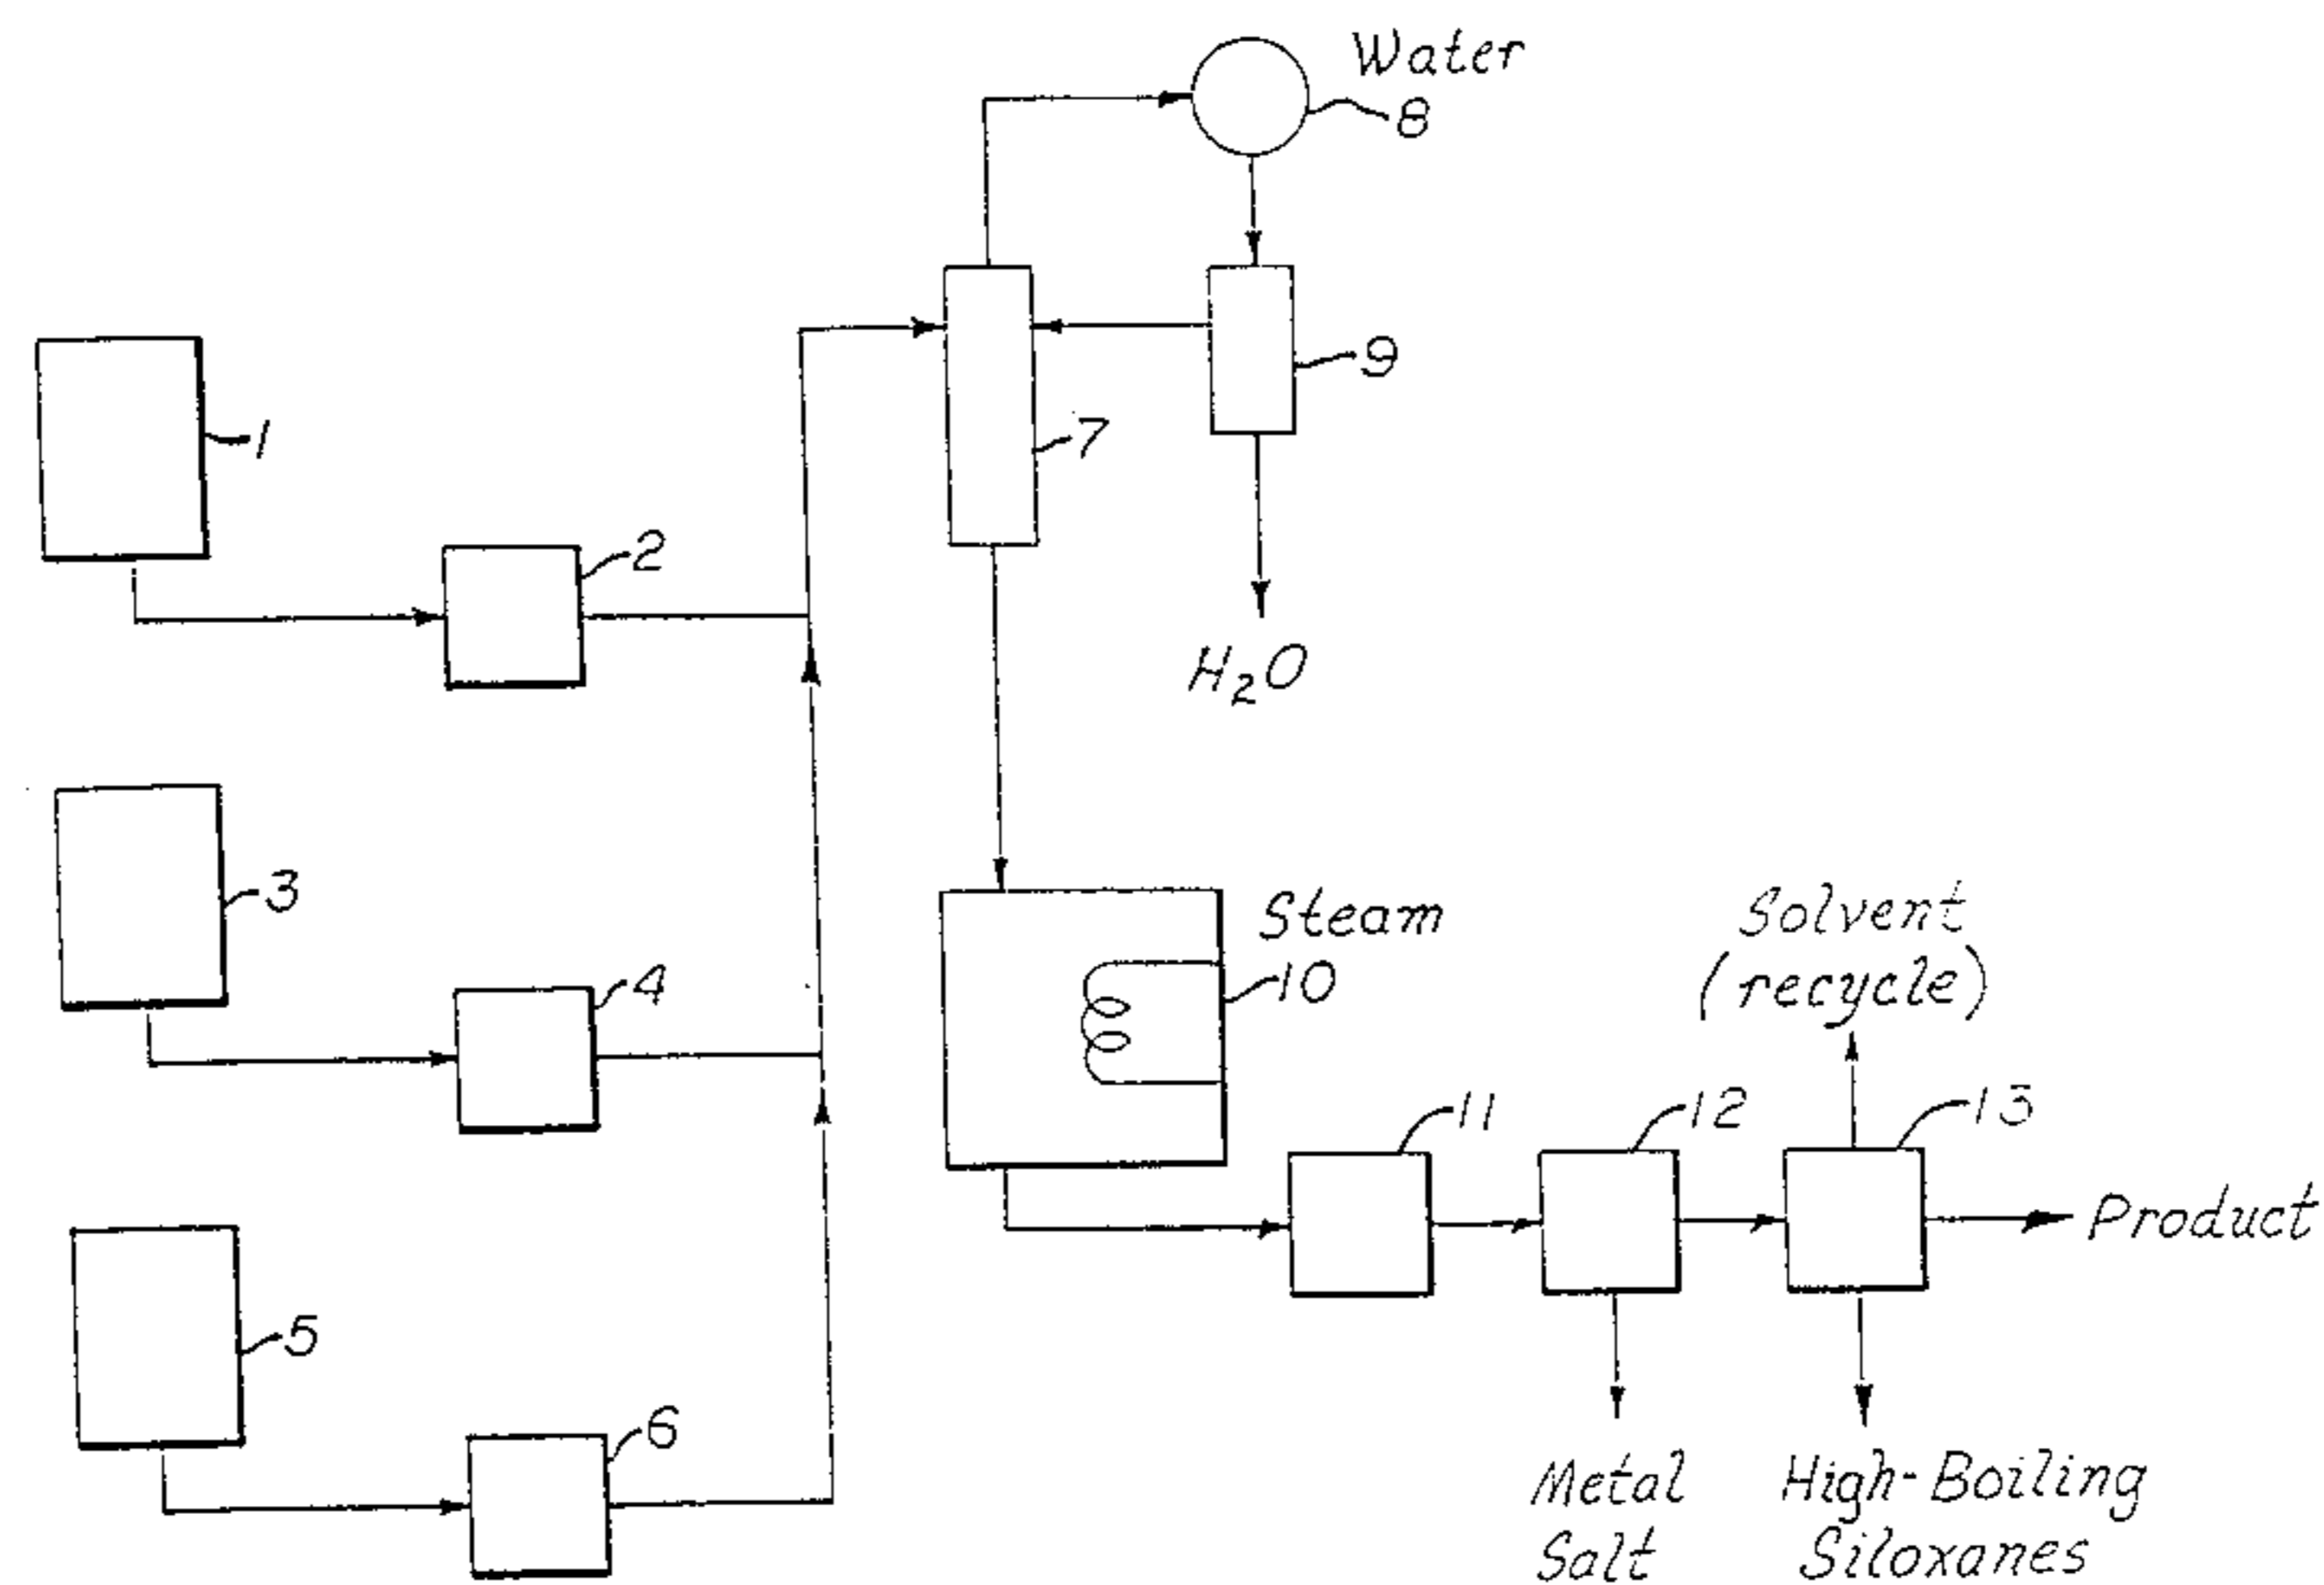 Water
8
9
1
7
2
H₂O
3
Steam
10
Solvent
(recycle)
4
11
12
13
Product
5
6
Metal
Salt
High-Boiling
Siloxanes